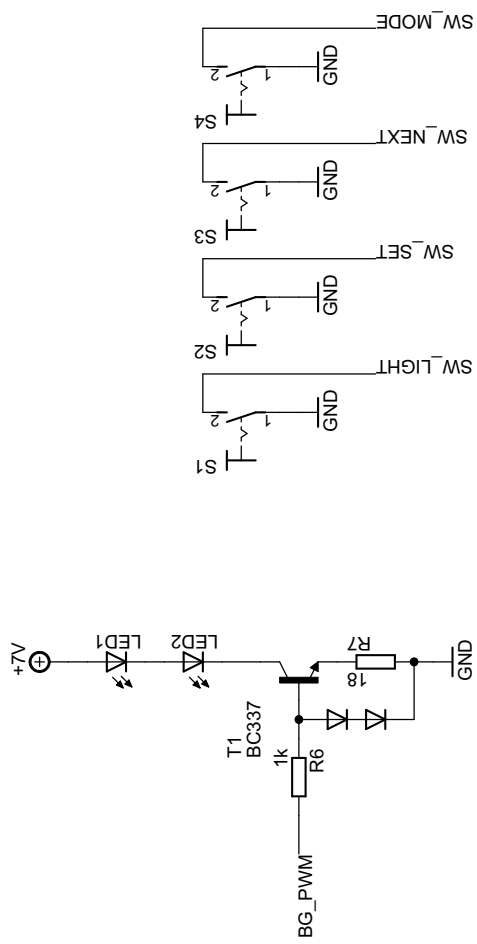 SW_MODE
2
1
GND
S4
SW_NEXT
2
1
GND
S3
SW_SET
2
1
GND
S2
SW_LIGHT
2
1
GND
S1
+7V
LED1
LED2
R7
18
GND
T1
BC337
1k
R6
BG_PWM